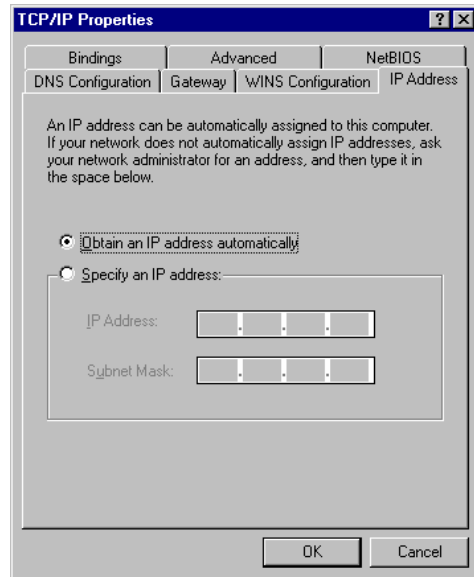 TCP/IP Properties
Bindings Advanced NetBIOS
DNS Configuration Gateway WINS Configuration IP Address
An IP address can be automatically assigned to this computer.
If your network does not automatically assign IP addresses, ask
your network administrator for an address, and then type it in
the space below.
Obtain an IP address automatically
Specify an IP address:
IP Address:
Subnet Mask:
OK Cancel